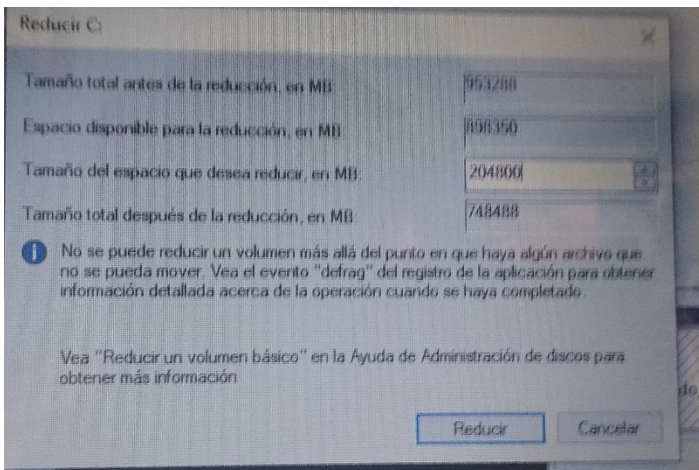 Reducir C:
Tamaño total antes de la reducción, en MB:
953288
Espacio disponible para la reducción, en MB:
898350
Tamaño del espacio que desea reducir, en MB:
204800
Tamaño total después de la reducción, en MB:
748488
No se puede reducir un volumen más allá del punto en que haya algún archivo que
no se pueda mover. Vea el evento "defrag" del registro de la aplicación para obtener
información detallada acerca de la operación cuando se haya completado.
Vea "Reducir un volumen básico" en la Ayuda de Administración de discos para
obtener más información
Reducir
Cancelar